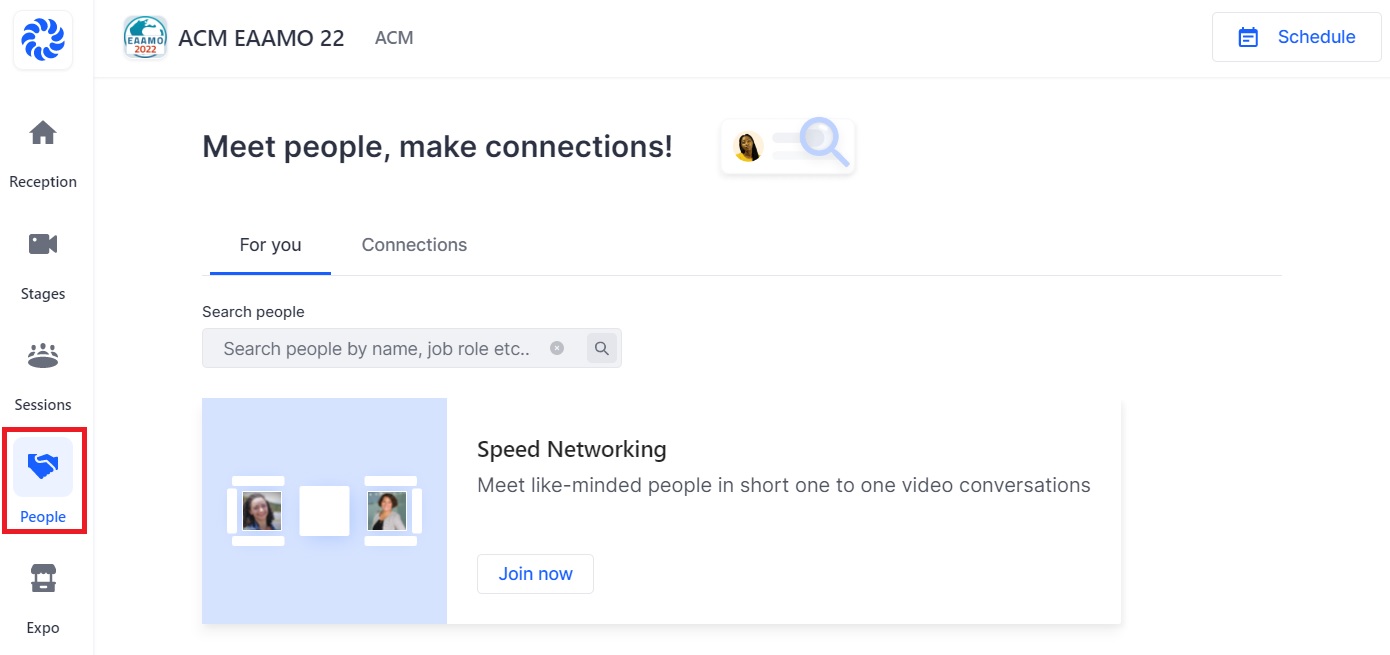 EAAMO
2022
ACM EAAMO 22
ACM
Schedule
Reception
Stages
Sessions
People
Expo
Meet people, make connections!
For you
Connections
Search people
Search people by name, job role etc..
Speed Networking
Meet like-minded people in short one to one video conversations
Join now